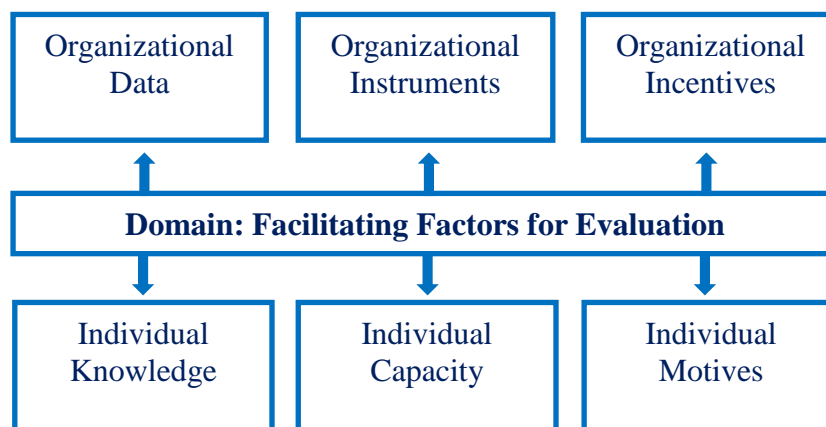 Organizational
Data
Organizational
Instruments
Organizational
Incentives
Domain: Facilitating Factors for Evaluation
Individual
Knowledge
Individual
Capacity
Individual
Motives